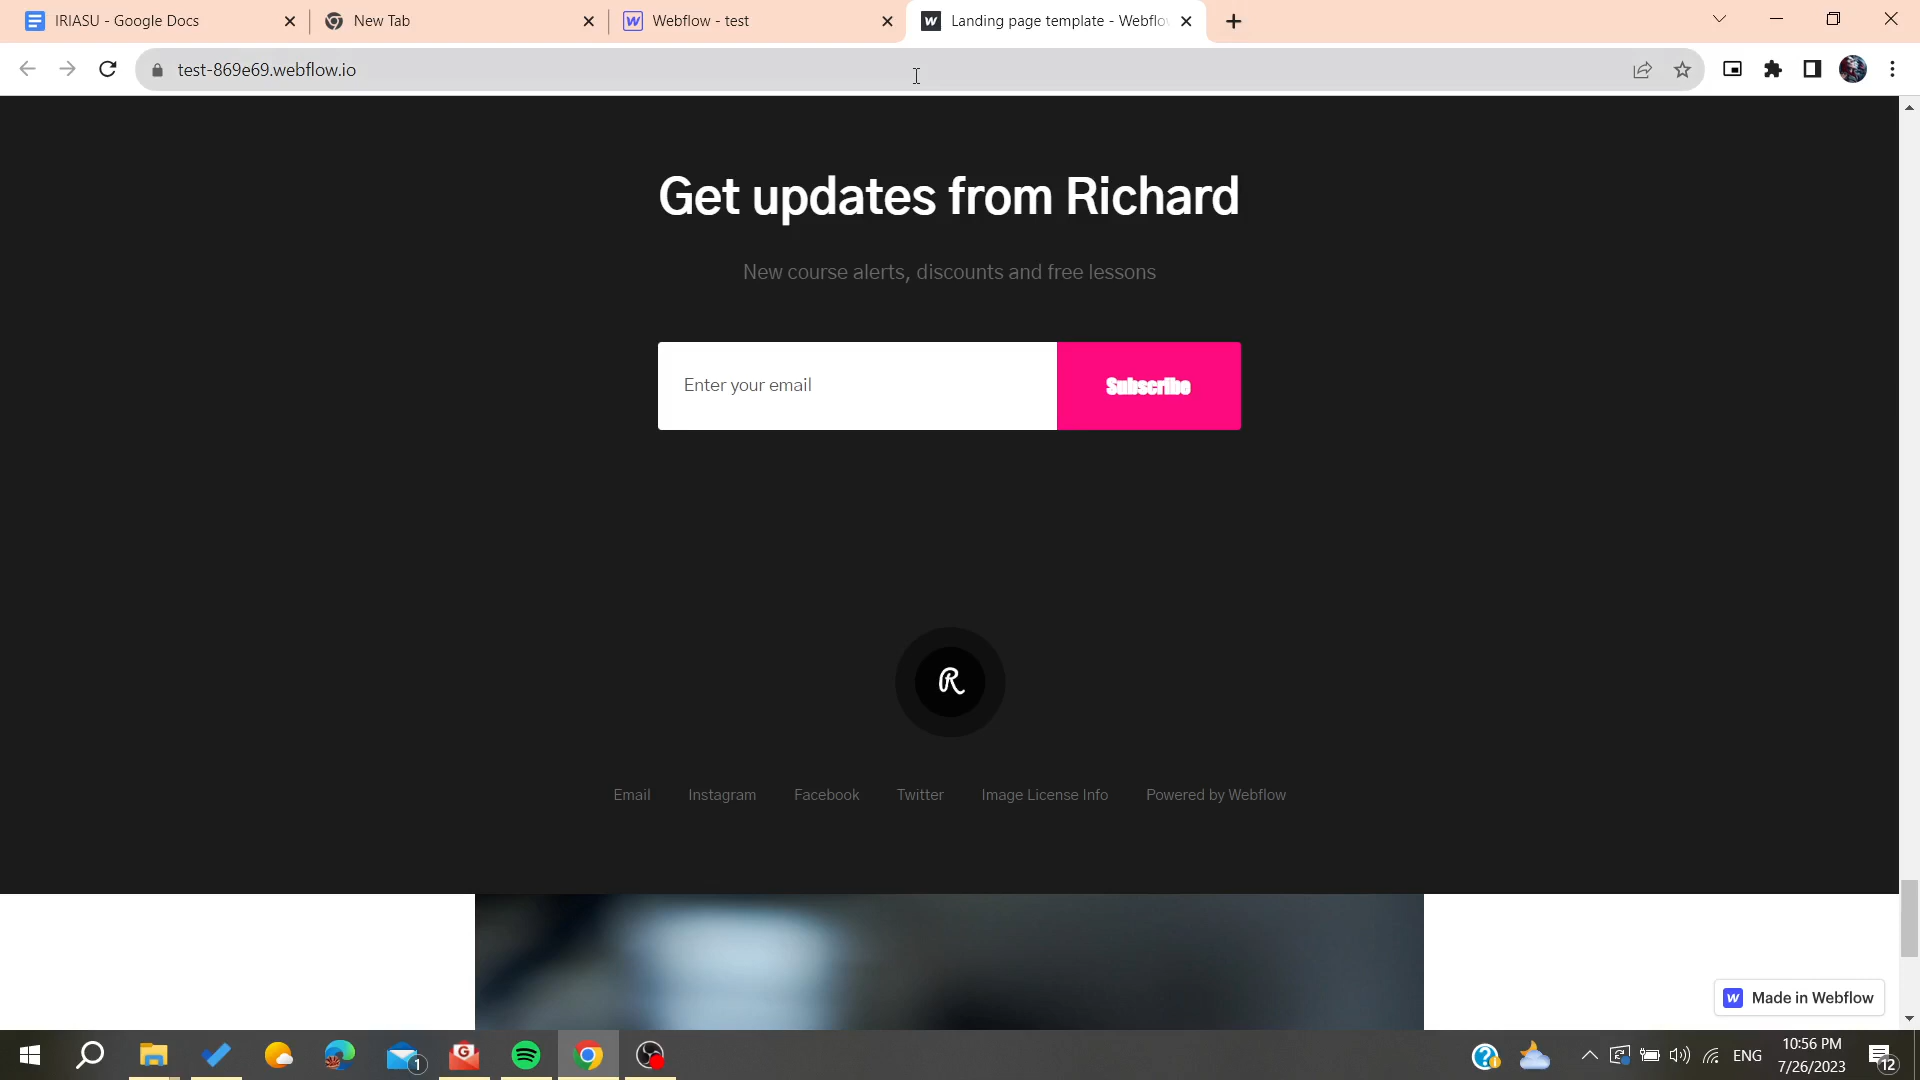 IRIASU - Google Docs
New Tab
Webflow - test
Landing page template - Webflo
test-869e69.webflow.io
Get updates from Richard
New course alerts, discounts and free lessons
Enter your email
Subscribe
R
Email
Instagram
Facebook
Twitter
Image License Info
Powered by Webflow
Made in Webflow
1
ENG
10:56 PM
7/26/2023
12